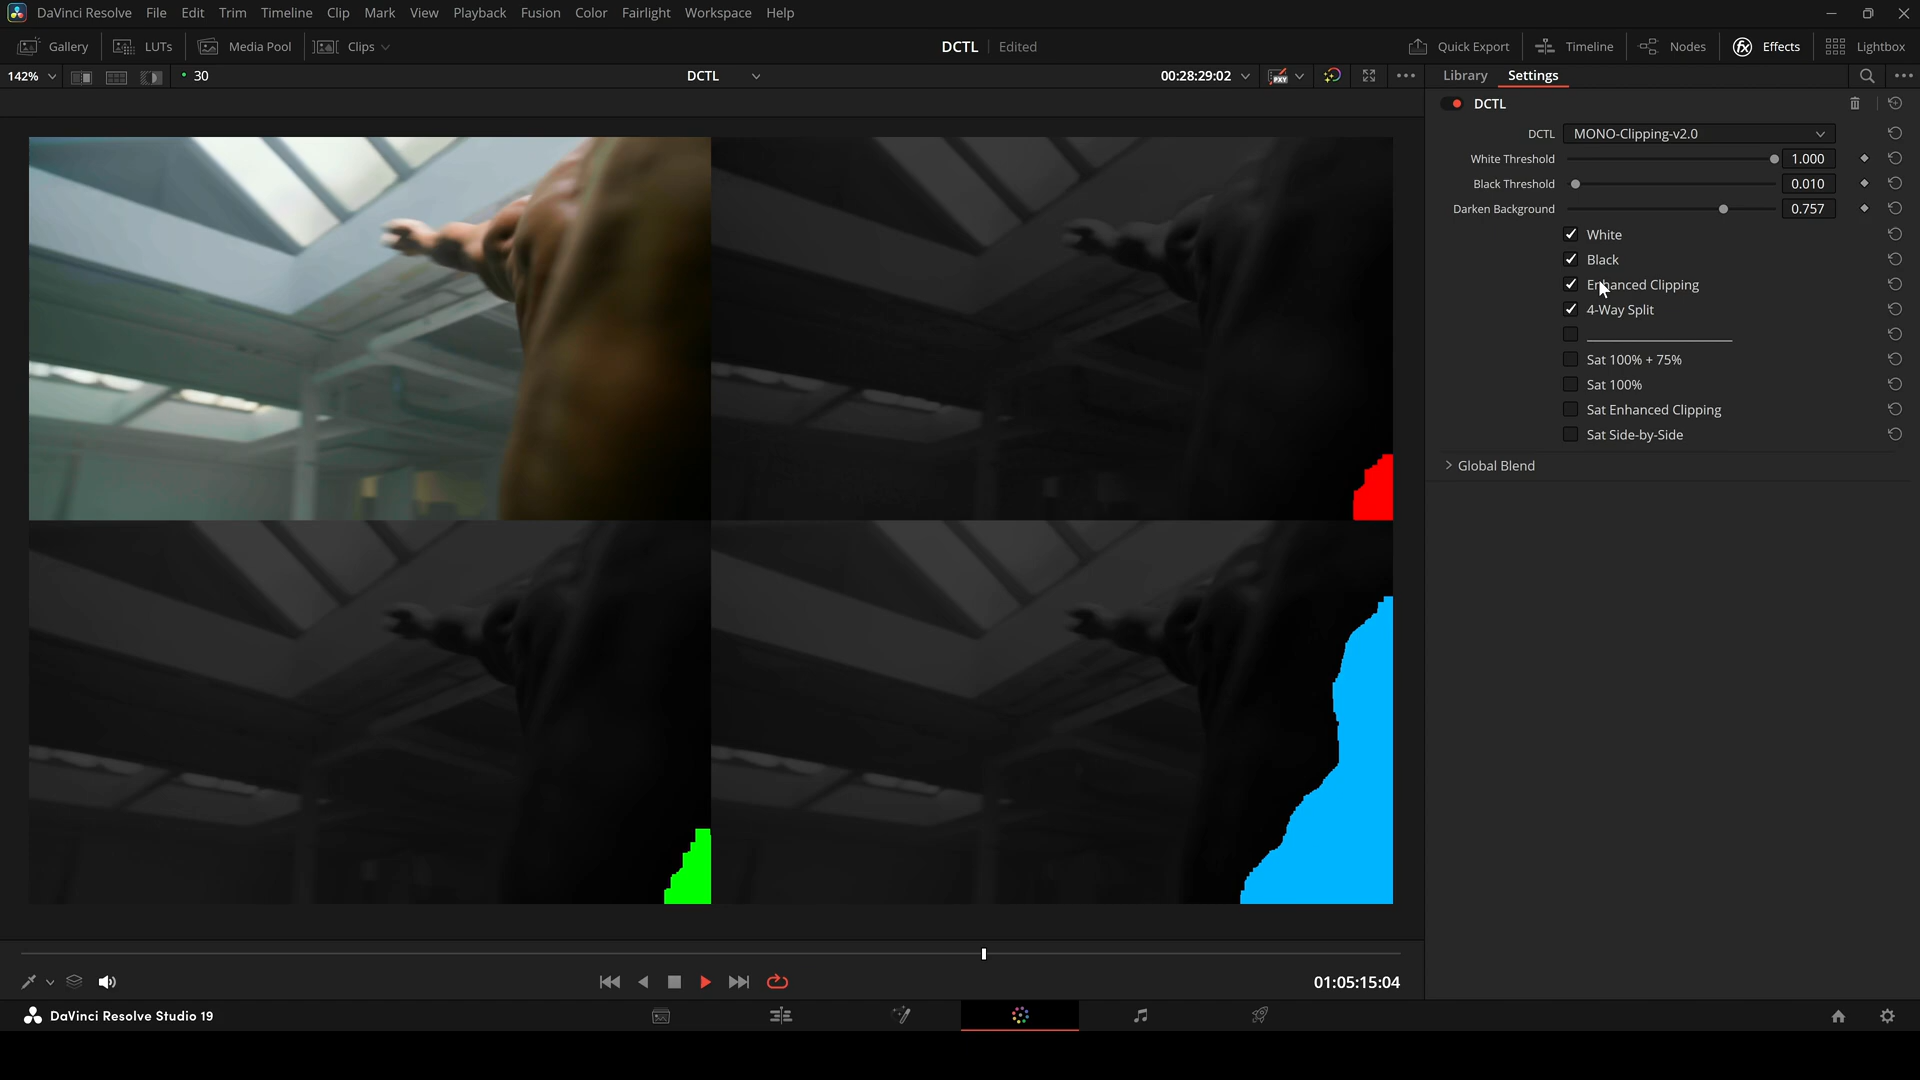 DaVinci Resolve File Edit Trim Timeline Clip Mark View Playback Fusion Color Fairlight Workspace Help
Gallery LUTs Media Pool Clips DCTL Edited Quick Export Timeline Nodes Effects Lightbox
142% 30 DCTL 00:28:29:02 PXY Library Settings
DCTL
DCTL MONO-Clipping-v2.0
White Threshold 1.000
Black Threshold 0.010
Darken Background 0.757
White
Black
Enhanced Clipping
4-Way Split
Sat 100% + 75%
Sat 100%
Sat Enhanced Clipping
Sat Side-by-Side
Global Blend
01:05:15:04
DaVinci Resolve Studio 19